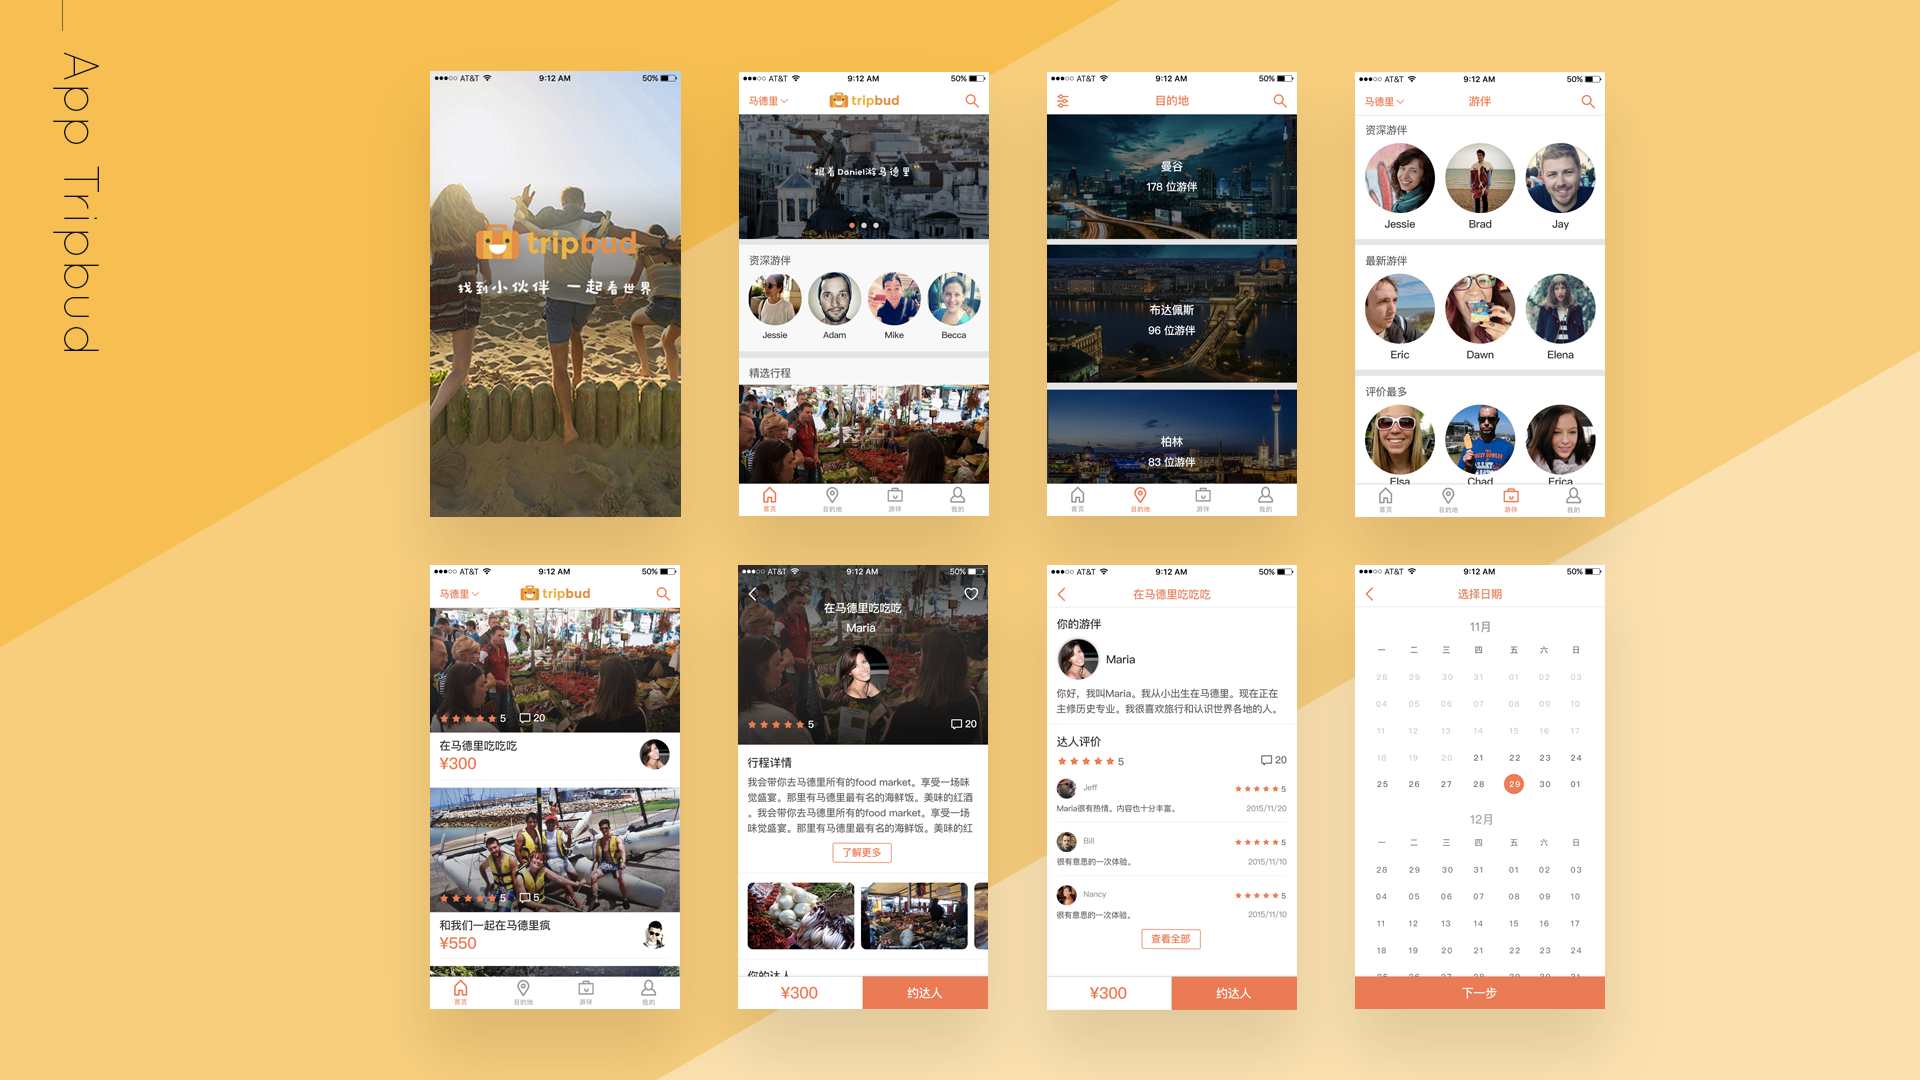 App Tripbud
AT&T 9:12 AM 50%
tripbud
找到小伙伴 一起看世界
AT&T 9:12 AM 50%
马德里 tripbud
“跟着Daniel游马德里”
资深游伴
Jessie Adam Mike Becca
精选行程
首页 目的地 游伴 我的
AT&T 9:12 AM 50%
目的地
曼谷
178 位游伴
布达佩斯
96 位游伴
柏林
83 位游伴
首页 目的地 游伴 我的
AT&T 9:12 AM 50%
马德里 游伴
资深游伴
Jessie Brad Jay
最新游伴
Eric Dawn Elena
评价最多
Elsa Chad Erica
首页 目的地 游伴 我的
AT&T 9:12 AM 50%
马德里 tripbud
5 20
在马德里吃吃吃
¥300
5 5
和我们一起在马德里疯
¥550
首页 目的地 游伴 我的
AT&T 9:12 AM 50%
在马德里吃吃吃
Maria
5 20
行程详情
我会带你去马德里所有的food market。享受一场味
觉盛宴。那里有马德里最有名的海鲜饭。美味的红酒
。我会带你去马德里所有的food market。享受一场
味觉盛宴。那里有马德里最有名的海鲜饭。美味的红
了解更多
你的达人
¥300 约达人
AT&T 9:12 AM 50%
在马德里吃吃吃
你的游伴
Maria
你好，我叫Maria。我从小出生在马德里。现在正在
主修历史专业。我很喜欢旅行和认识世界各地的人。
达人评价
5 20
Jeff 5
Maria很有热情。内容也十分丰富。 2015/11/20
Bill 5
很有意思的一次体验。 2015/11/10
Nancy 5
很有意思的一次体验。 2015/11/10
查看全部
¥300 约达人
AT&T 9:12 AM 50%
选择日期
11月
一 二 三 四 五 六 日
28 29 30 31 01 02 03
04 05 06 07 08 09 10
11 12 13 14 15 16 17
18 19 20 21 22 23 24
25 26 27 28 29 30 01
12月
一 二 三 四 五 六 日
28 29 30 31 01 02 03
04 05 06 07 08 09 10
11 12 13 14 15 16 17
18 19 20 21 22 23 24
25 26 27 28 29 30 31
下一步